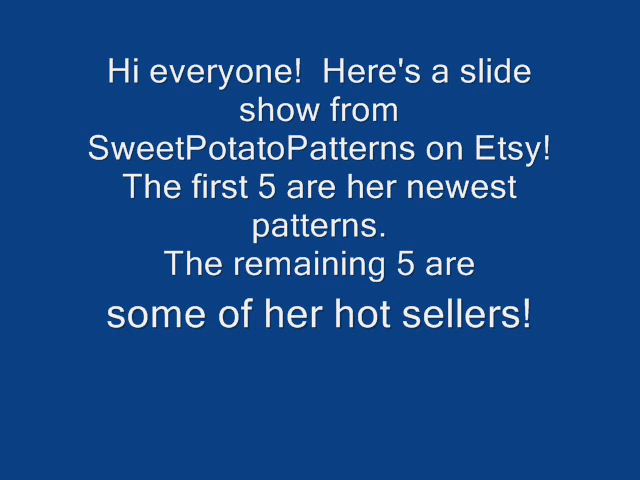 Hi everyone!  Here's a slide
show from
SweetPotatoPatterns on Etsy!
The first 5 are her newest
patterns.
The remaining 5 are
some of her hot sellers!